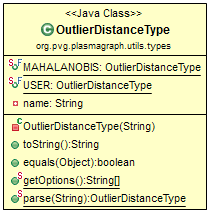 <<Java Class>>
OutlierDistanceType
org.pvg.plasmagraph.utils.types
MAHALANOBIS: OutlierDistanceType
USER: OutlierDistanceType
name: String
OutlierDistanceType(String)
toString():String
equals(Object):boolean
getOptions():String[]
parse(String):OutlierDistanceType